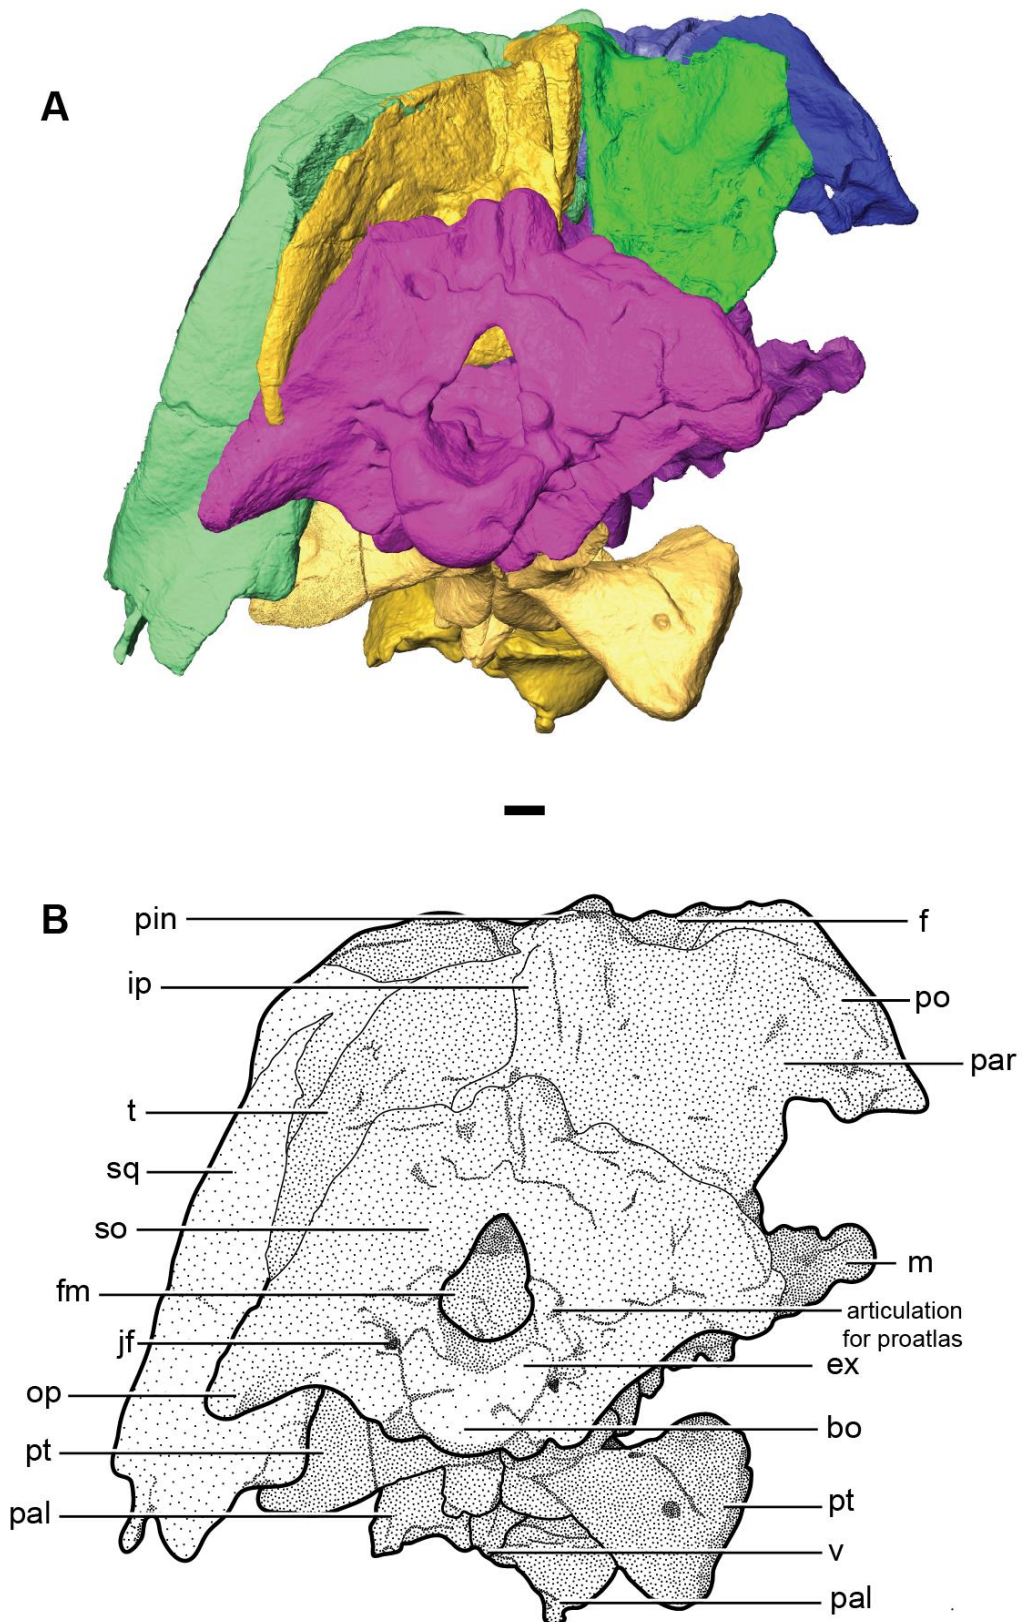 A
B
pin
f
ip
po
par
t
sq
so
fm
m
articulation
for proatlas
jf
ex
op
bo
pt
pt
pal
v
pal